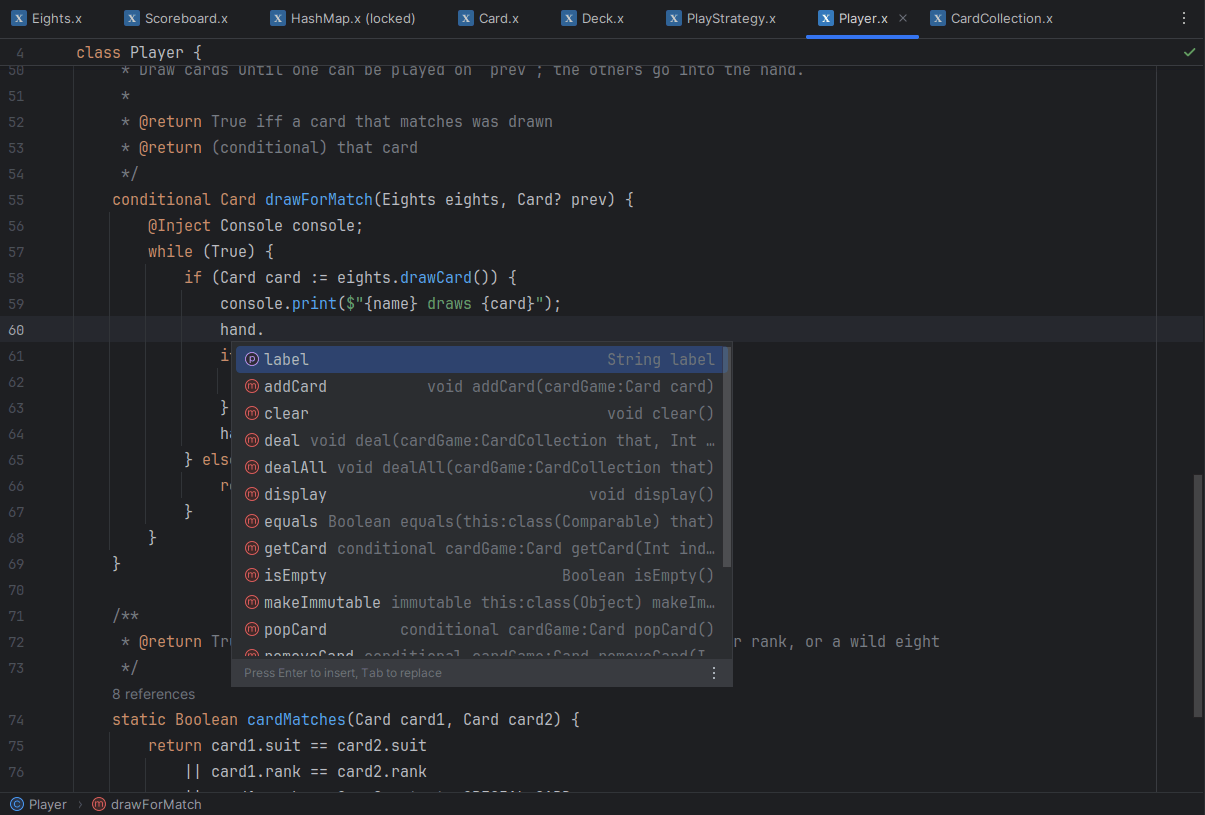 Eights.x Scoreboard.x HashMap.x (locked) Card.x Deck.x PlayStrategy.x Player.x CardCollection.x
4 class Player {
50 * Draw cards until one can be played on `prev`; the others go into the hand.
51 *
52 * @return True iff a card that matches was drawn
53 * @return (conditional) that card
54 */
55 conditional Card drawForMatch(Eights eights, Card? prev) {
56 @Inject Console console;
57 while (True) {
58 if (Card card := eights.drawCard()) {
59 console.print($"{name} draws {card}");
60 hand.
61
62
63 }
64
65 } else
66
67 }
68 }
69 }
70
71 /**
72 * @return r rank, or a wild eight
73 */
8 references
74 static Boolean cardMatches(Card card1, Card card2) {
75 return card1.suit == card2.suit
76 || card1.rank == card2.rank
label String label
addCard void addCard(cardGame:Card card)
clear void clear()
deal void deal(cardGame:CardCollection that, Int …
dealAll void dealAll(cardGame:CardCollection that)
display void display()
equals Boolean equals(this:class(Comparable) that)
getCard conditional cardGame:Card getCard(Int ind…
isEmpty Boolean isEmpty()
makeImmutable immutable this:class(Object) makeIm…
popCard conditional cardGame:Card popCard()
removeCard conditional cardGame:Card removeCard(I
Press Enter to insert, Tab to replace
Player › drawForMatch